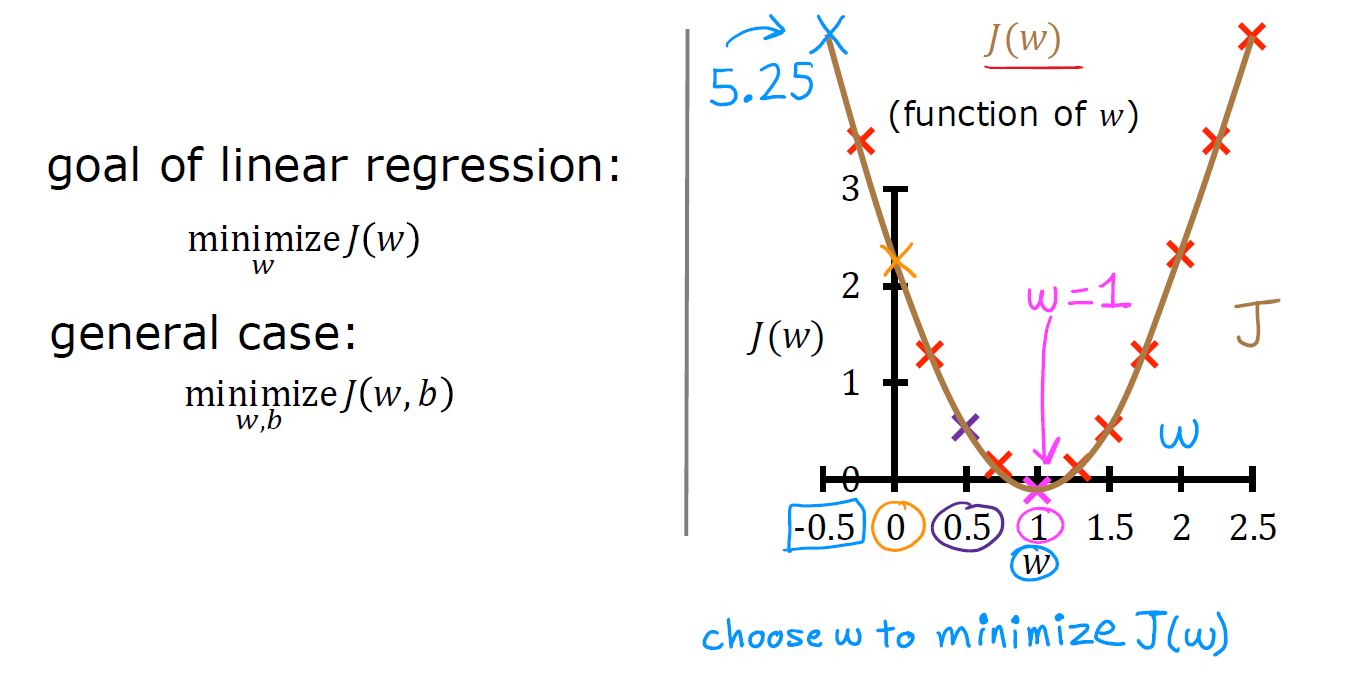 goal of linear regression:
minimize J(w)
w
general case:
minimize J(w, b)
w,b
5.25
J(w)
(function of w)
3
2
w=1
J
J(w)
1
w
0
-0.5 0 0.5 1 1.5 2 2.5
w
choose w to minimize J(w)